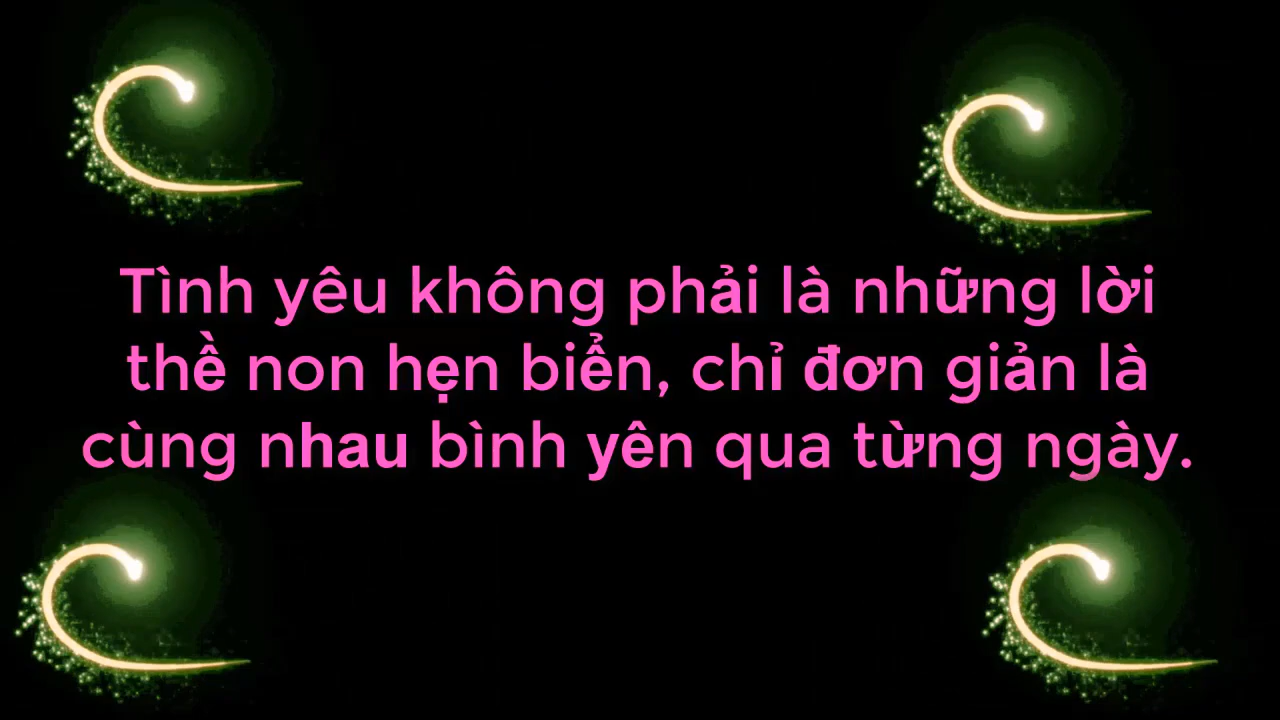 Tình yêu không phải là những lời
thề non hẹn biển, chỉ đơn giản là
cùng nhau bình yên qua từng ngày.